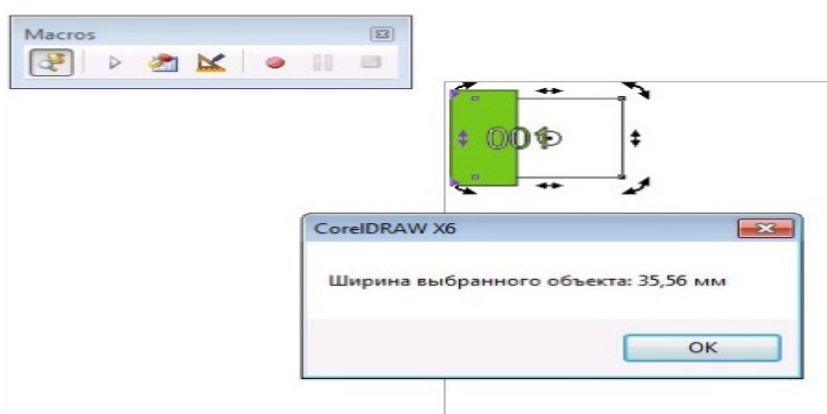 Macros
001
CorelDRAW X6
Ширина выбранного объекта: 35,56 мм
OK